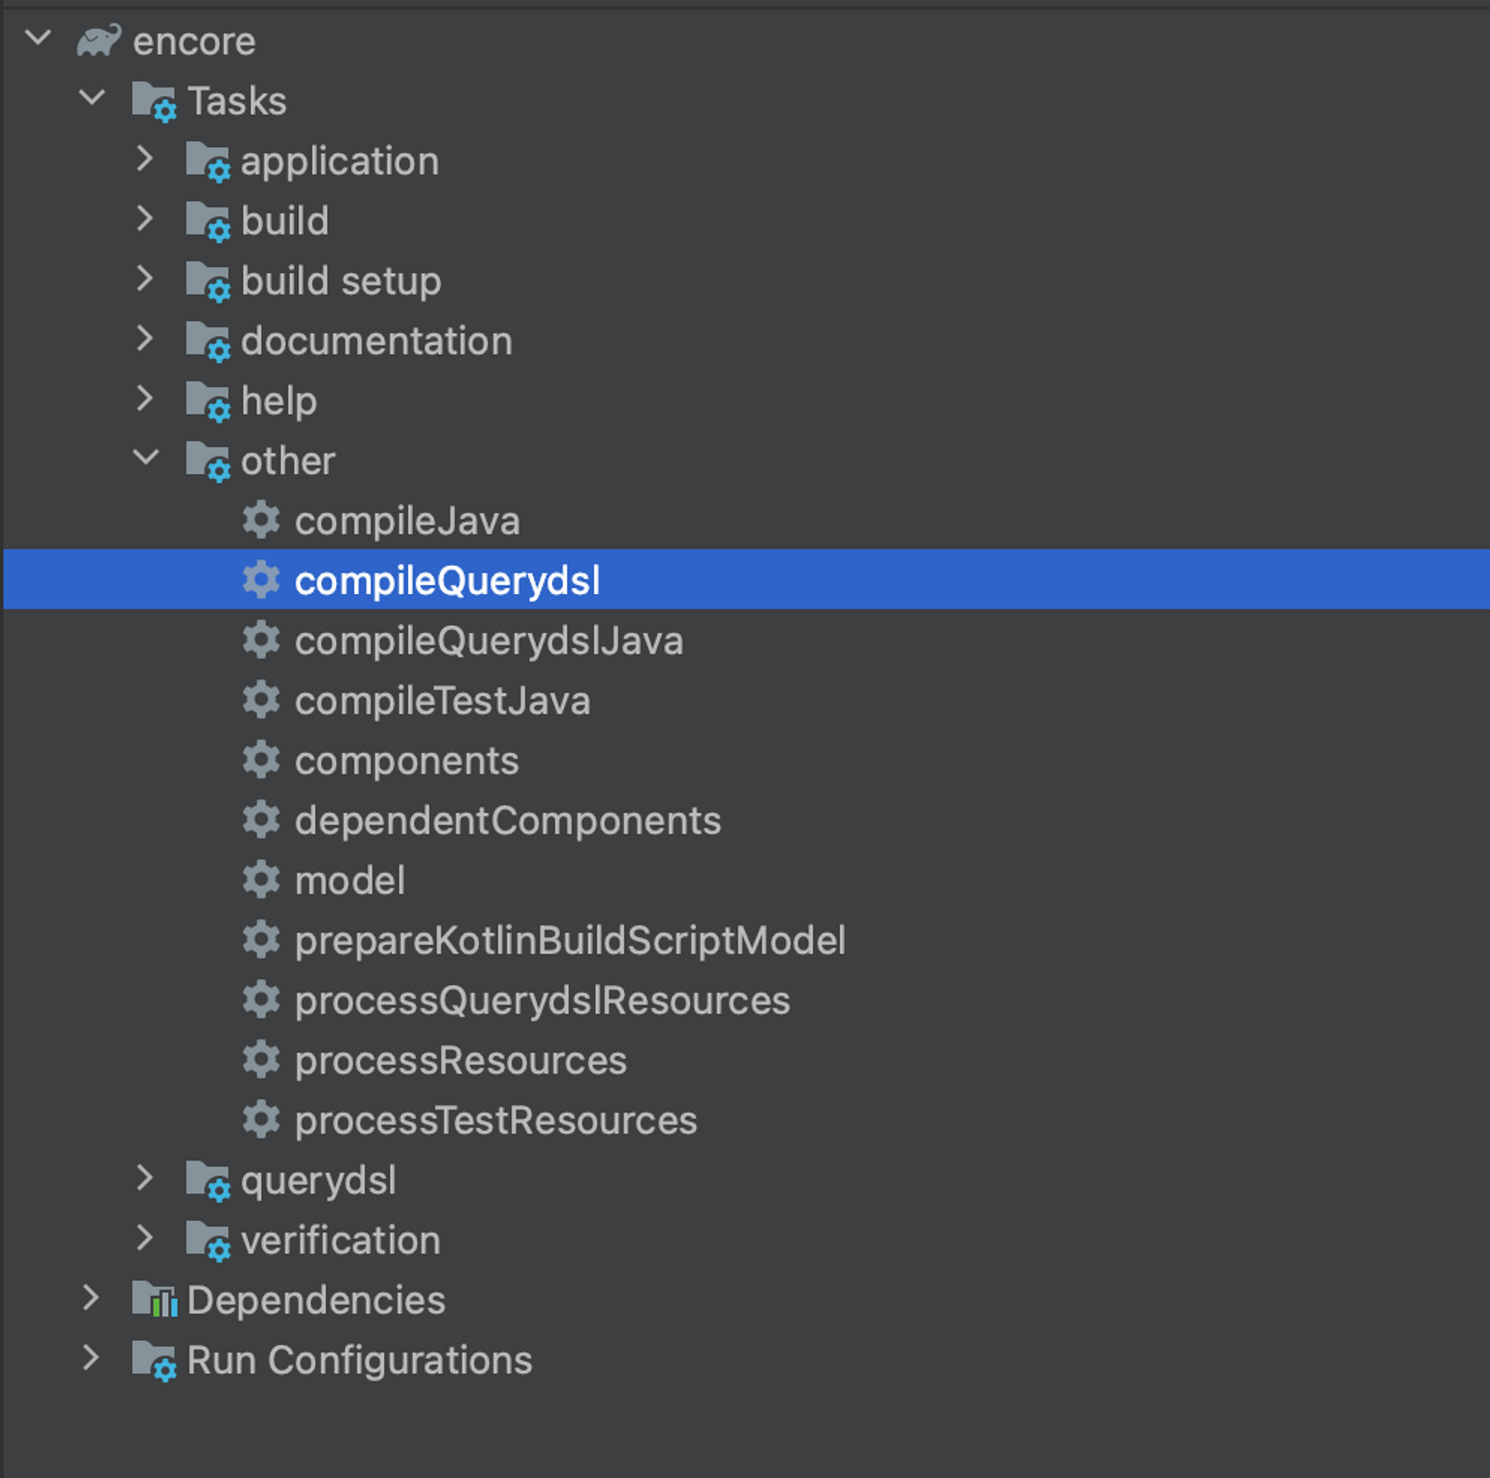 encore
Tasks
application
build
build setup
documentation
help
other
compileJava
compileQuerydsl
compileQuerydslJava
compileTestJava
components
dependentComponents
model
prepareKotlinBuildScriptModel
processQuerydslResources
processResources
processTestResources
querydsl
verification
Dependencies
Run Configurations